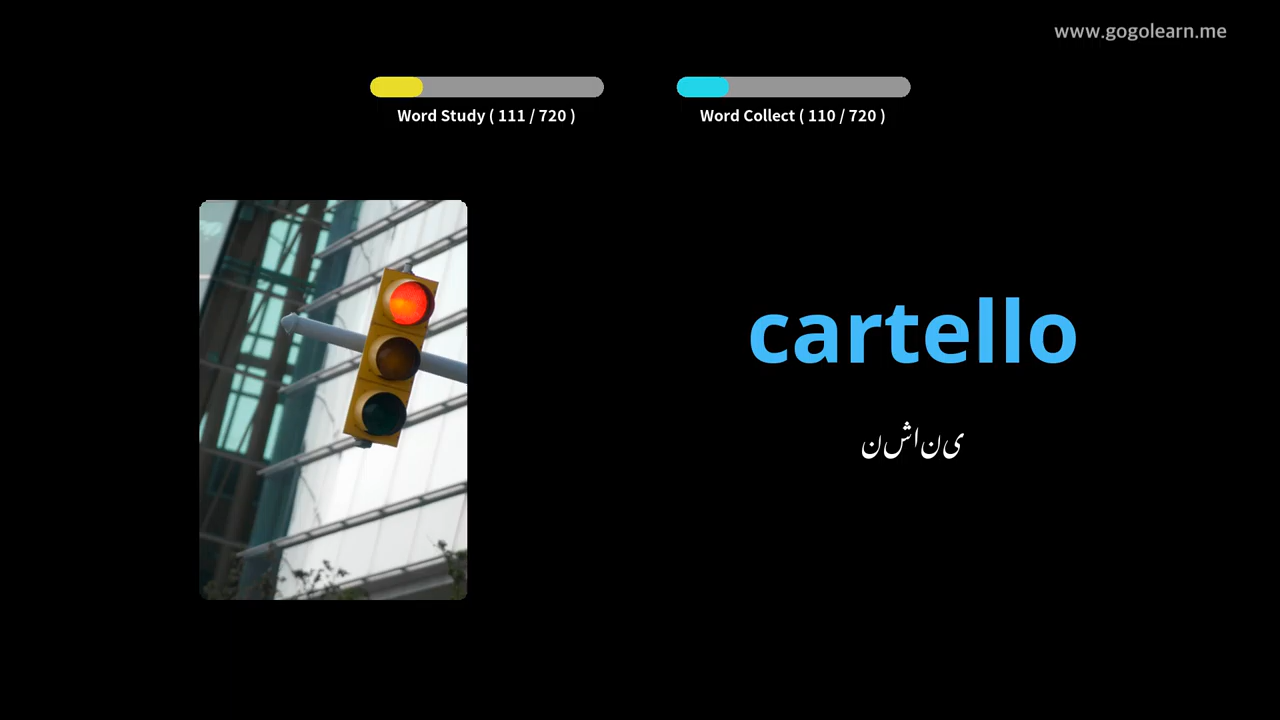 www.gogolearn.me
Word Study ( 111 / 720 )
Word Collect ( 110 / 720 )
cartello
نشانی